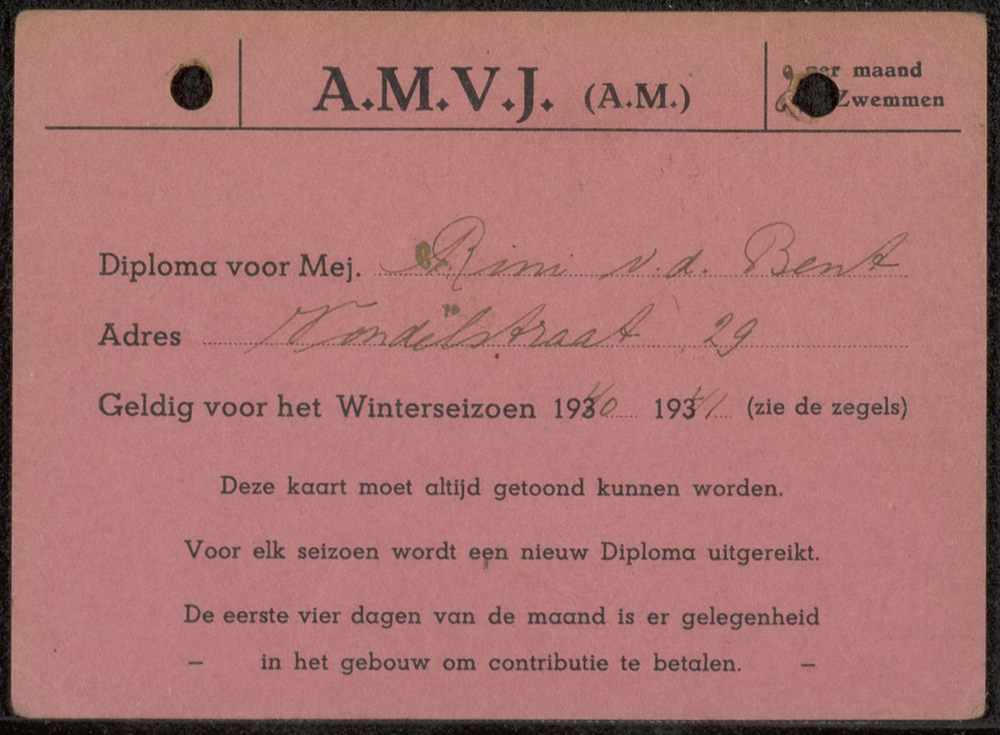 A.M.V.J. (A.M.)
per maand
Zwemmen
Diploma voor Mej. Rini v.d. Bent
Adres Vondelstraat 29
Geldig voor het Winterseizoen 1940 1941 (zie de zegels)
Deze kaart moet altijd getoond kunnen worden.
Voor elk seizoen wordt een nieuw Diploma uitgereikt.
De eerste vier dagen van de maand is er gelegenheid
– in het gebouw om contributie te betalen. –